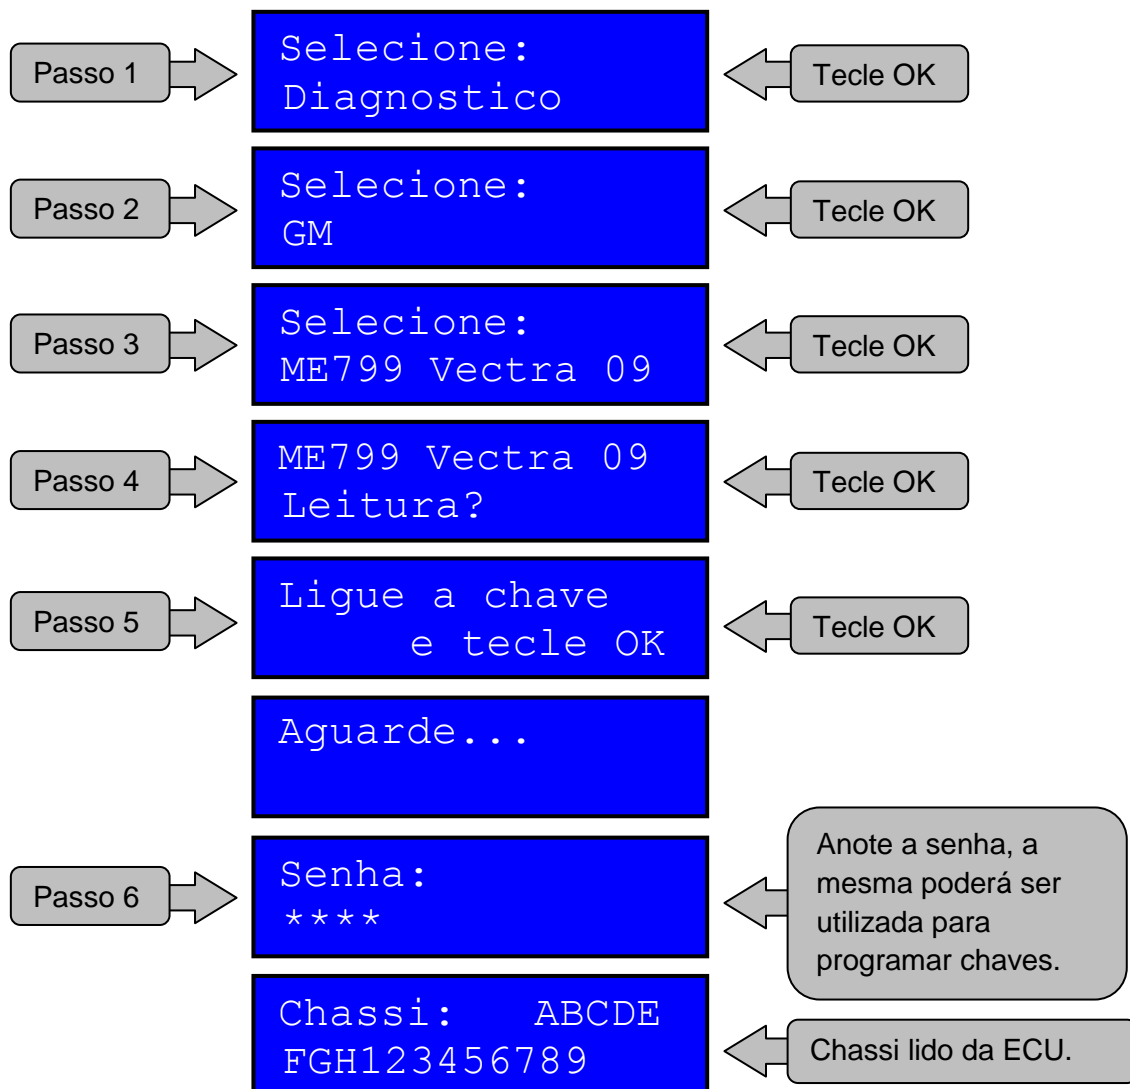 Passo 1
Selecione:
Diagnostico
Tecle OK
Passo 2
Selecione:
GM
Tecle OK
Passo 3
Selecione:
ME799 Vectra 09
Tecle OK
Passo 4
ME799 Vectra 09
Leitura?
Tecle OK
Passo 5
Ligue a chave
e tecle OK
Tecle OK
Aguarde...
Passo 6
Senha:
****
Anote a senha, a
mesma poderá ser
utilizada para
programar chaves.
Chassi: ABCDE
FGH123456789
Chassi lido da ECU.